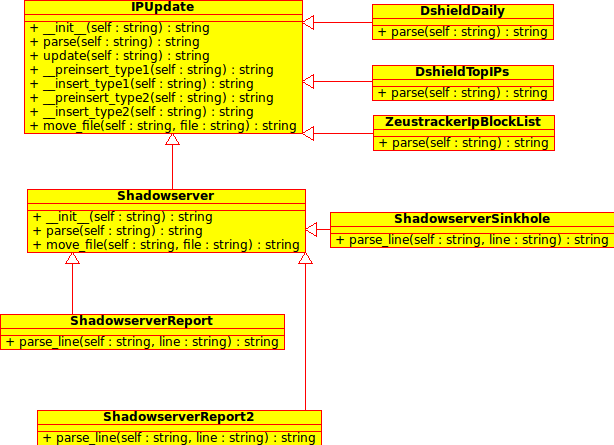 IPUpdate
+ __init__(self : string) : string
+ parse(self : string) : string
+ update(self : string) : string
+ __preinsert_type1(self : string) : string
+ __insert_type1(self : string) : string
+ __preinsert_type2(self : string) : string
+ __insert_type2(self : string) : string
+ move_file(self : string, file : string) : string
DshieldDaily
+ parse(self : string) : string
DshieldTopIPs
+ parse(self : string) : string
ZeustrackerIpBlockList
+ parse(self : string) : string
Shadowserver
+ __init__(self : string) : string
+ parse(self : string) : string
+ move_file(self : string, file : string) : string
ShadowserverSinkhole
+ parse_line(self : string, line : string) : string
ShadowserverReport
+ parse_line(self : string, line : string) : string
ShadowserverReport2
+ parse_line(self : string, line : string) : string